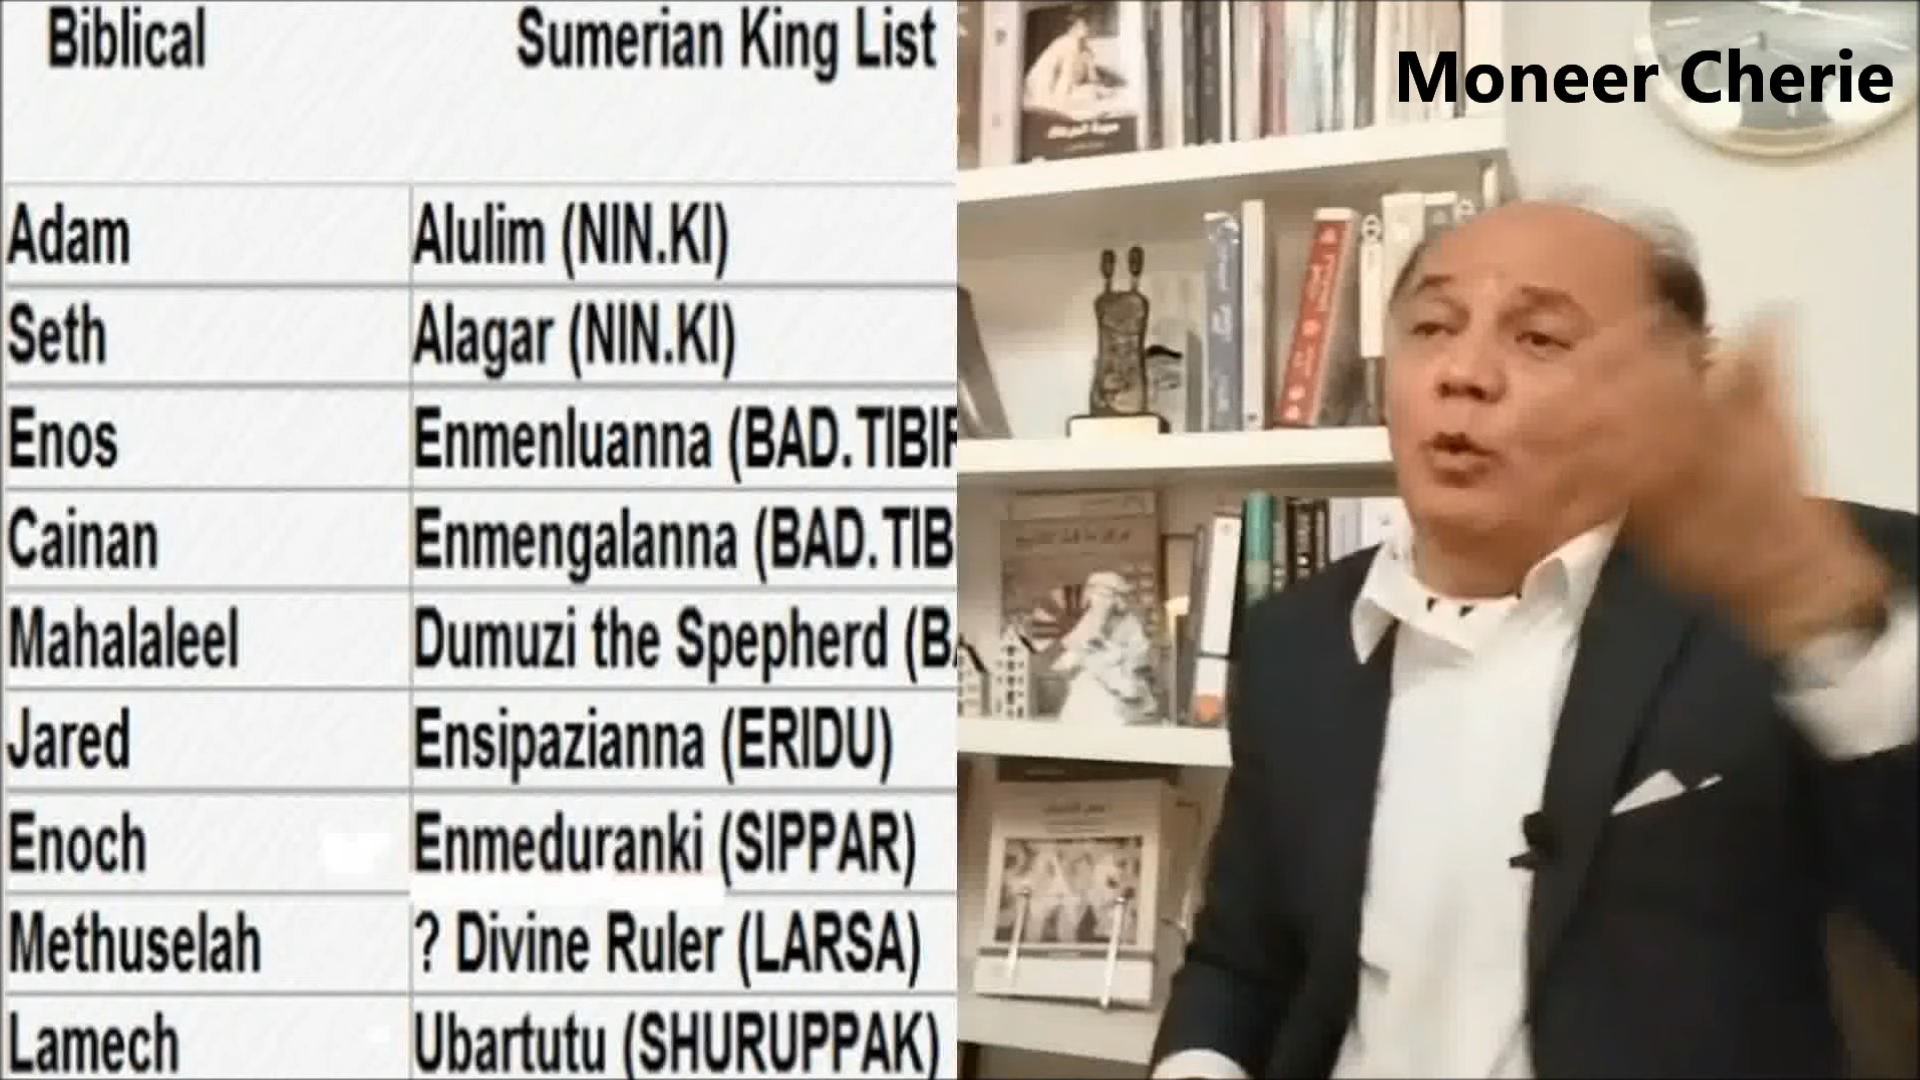 Biblical Sumerian King List
Adam Alulim (NIN.KI)
Seth Alagar (NIN.KI)
Enos Enmenluanna (BAD.TIBIR
Cainan Enmengalanna (BAD.TIB
Mahalaleel Dumuzi the Spepherd (BA
Jared Ensipazianna (ERIDU)
Enoch Enmeduranki (SIPPAR)
Methuselah ? Divine Ruler (LARSA)
Lamech Ubartutu (SHURUPPAK)
Moneer Cherie